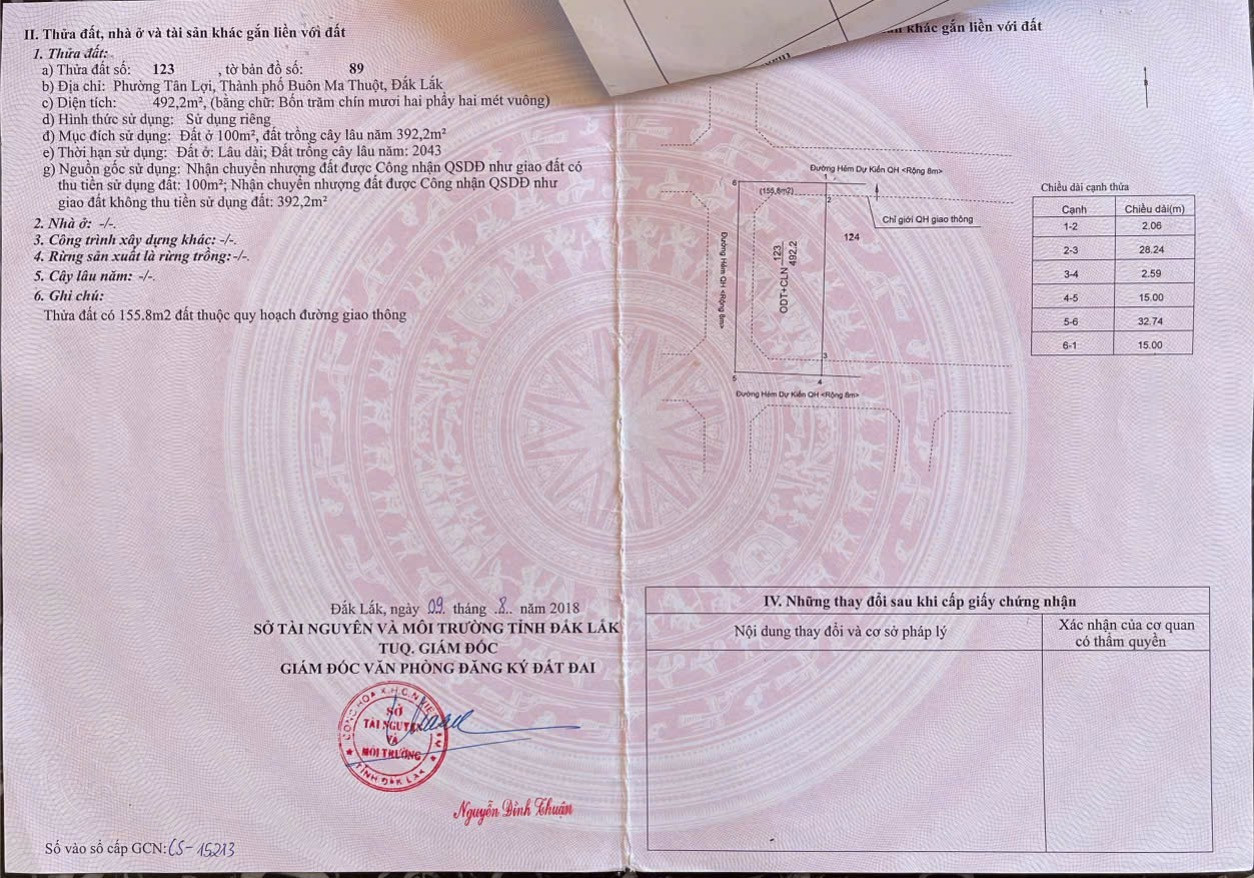 II. Thửa đất, nhà ở và tài sản khác gắn liền với đất
1. Thửa đất:
a) Thửa đất số: 123 , tờ bản đồ số: 89
b) Địa chỉ: Phường Tân Lợi, Thành phố Buôn Ma Thuột, Đắk Lắk
c) Diện tích: 492,2m², (bằng chữ: Bốn trăm chín mươi hai phẩy hai mét vuông)
d) Hình thức sử dụng: Sử dụng riêng
đ) Mục đích sử dụng: Đất ở 100m², đất trồng cây lâu năm 392,2m²
e) Thời hạn sử dụng: Đất ở: Lâu dài; Đất trồng cây lâu năm: 2043
g) Nguồn gốc sử dụng: Nhận chuyển nhượng đất được Công nhận QSDĐ như giao đất có
thu tiền sử dụng đất: 100m²; Nhận chuyển nhượng đất được Công nhận QSDĐ như
giao đất không thu tiền sử dụng đất: 392,2m²
2. Nhà ở: -/-.
3. Công trình xây dựng khác: -/-.
4. Rừng sản xuất là rừng trồng:-/-.
5. Cây lâu năm: -/-.
6. Ghi chú:
Thửa đất có 155.8m2 đất thuộc quy hoạch đường giao thông
Đắk Lắk, ngày 09 tháng 8 năm 2018
SỞ TÀI NGUYÊN VÀ MÔI TRƯỜNG TỈNH ĐẮK LẮK
TUQ. GIÁM ĐỐC
GIÁM ĐỐC VĂN PHÒNG ĐĂNG KÝ ĐẤT ĐAI
SỞ
TÀI NGUYÊN
VÀ
MÔI TRƯỜNG
TỈNH ĐẮK LẮK
Nguyễn Đình Thuận
Số vào sổ cấp GCN: CS-15213
khác gắn liền với đất
Đường Hẻm Dự Kiến QH <Rộng 8m>
6
1
(155.8m2)
2
Chỉ giới QH giao thông
124
Đường Hẻm QH <Rộng 8m>
ODT+CLN 123
492.2
3
5
4
Đường Hẻm Dự Kiến QH <Rộng 8m>
Chiều dài cạnh thửa
Cạnh Chiều dài(m)
1-2 2.06
2-3 28.24
3-4 2.59
4-5 15.00
5-6 32.74
6-1 15.00
IV. Những thay đổi sau khi cấp giấy chứng nhận
Nội dung thay đổi và cơ sở pháp lý
Xác nhận của cơ quan
có thẩm quyền